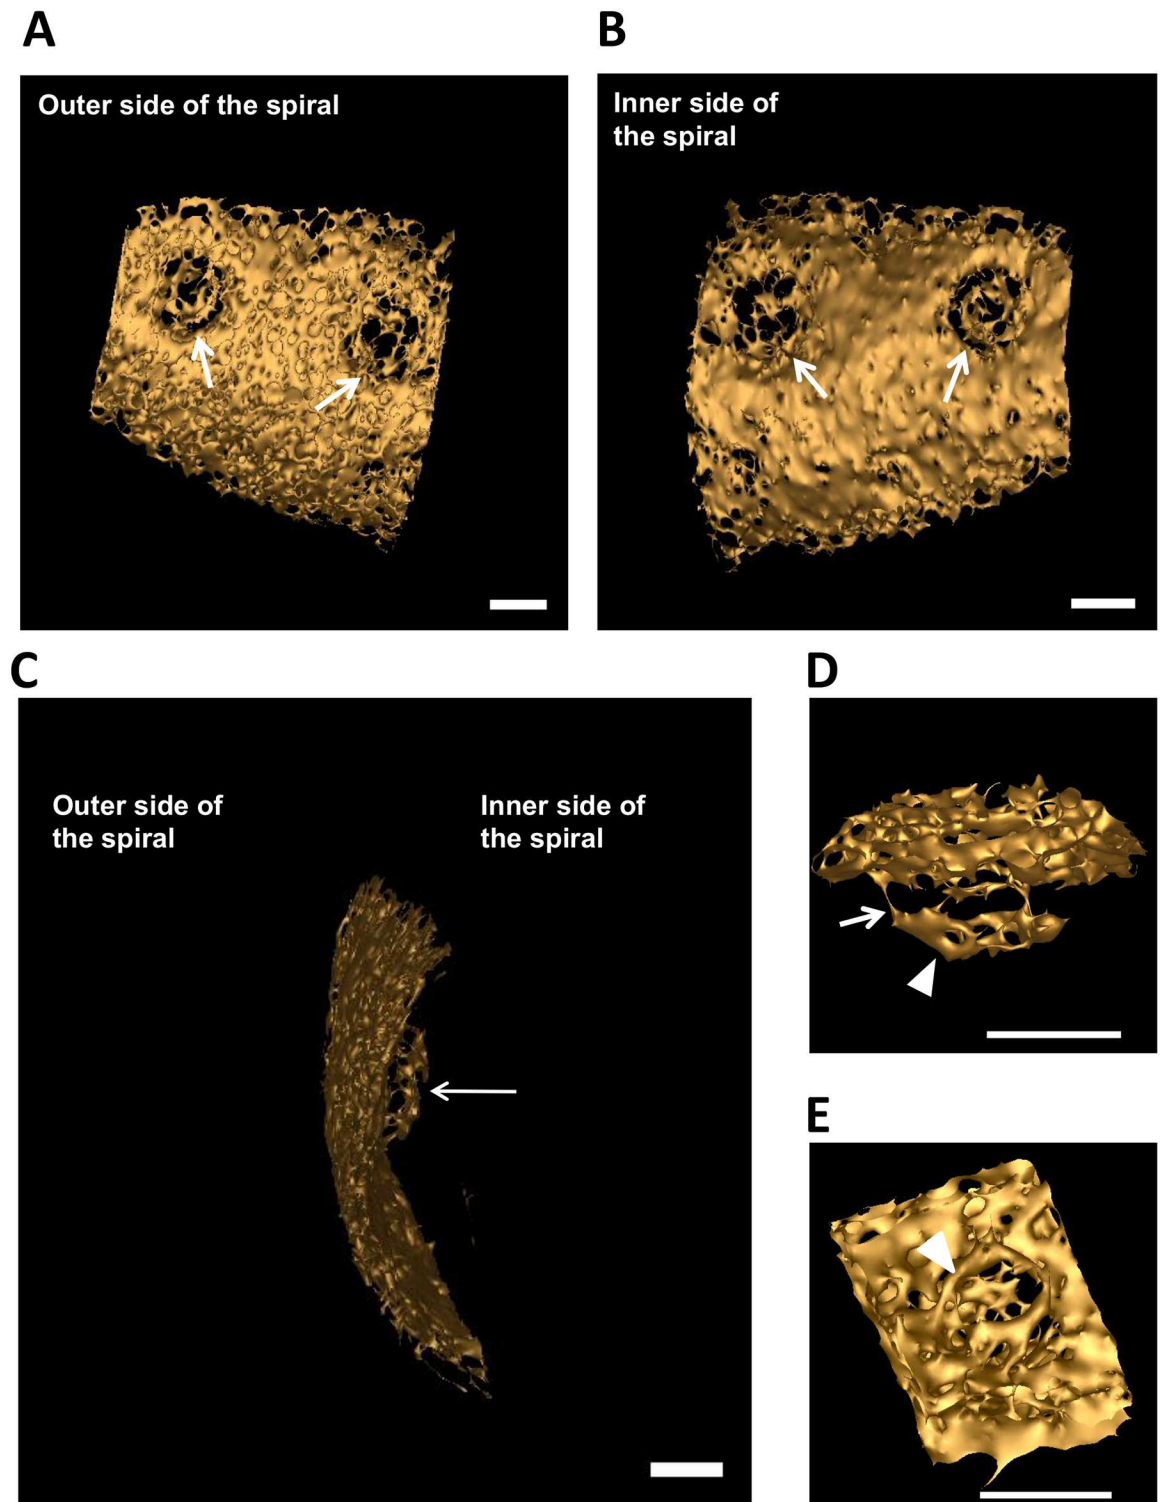 A
B
Outer side of the spiral
Inner side of
the spiral
C
D
Outer side of
the spiral
Inner side of
the spiral
E